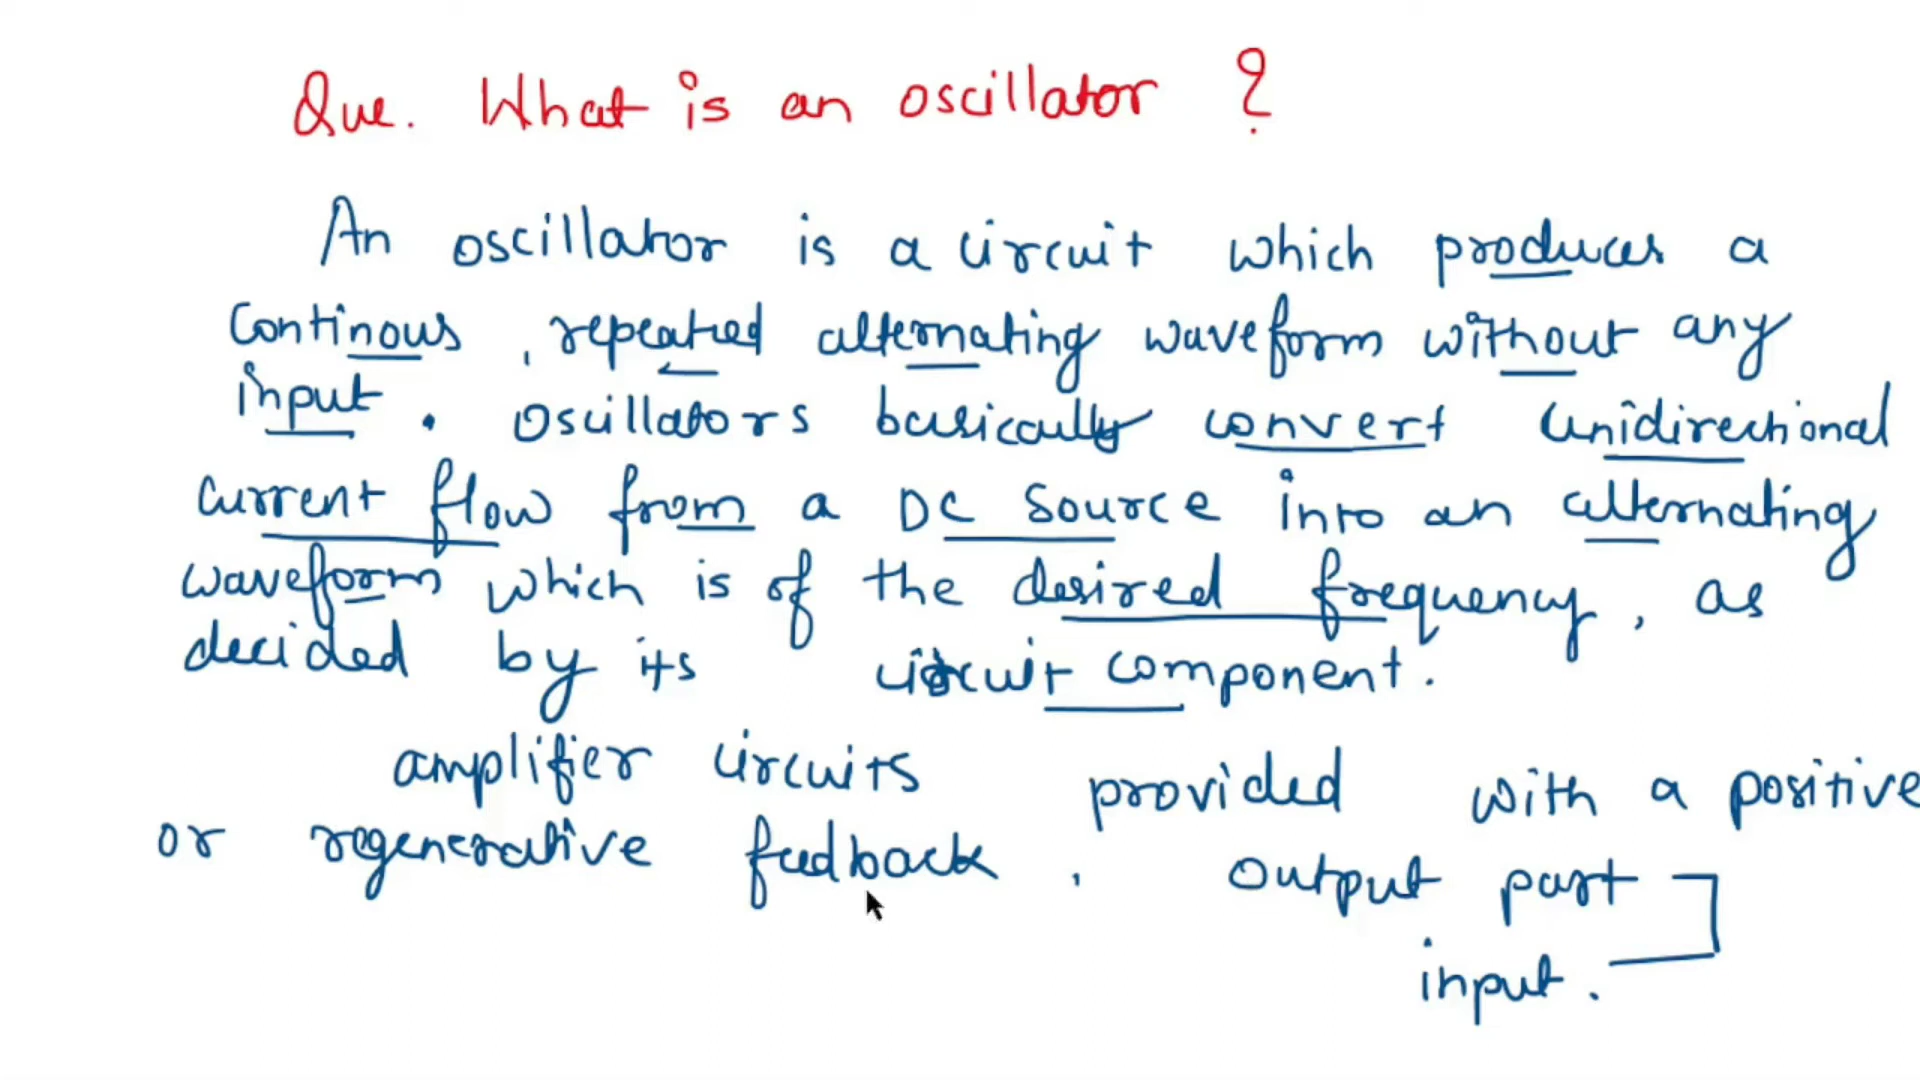 Que. What is an oscillator ?
An oscillator is a circuit which produces a
continous , repeated alternating waveform without any
input . Oscillators basically convert unidirectional
current flow from a DC source into an alternating
waveform which is of the desired frequency, as
decided by its circuit component.
amplifier circuits provided with a positive
or regenerative feedback . output part
input .